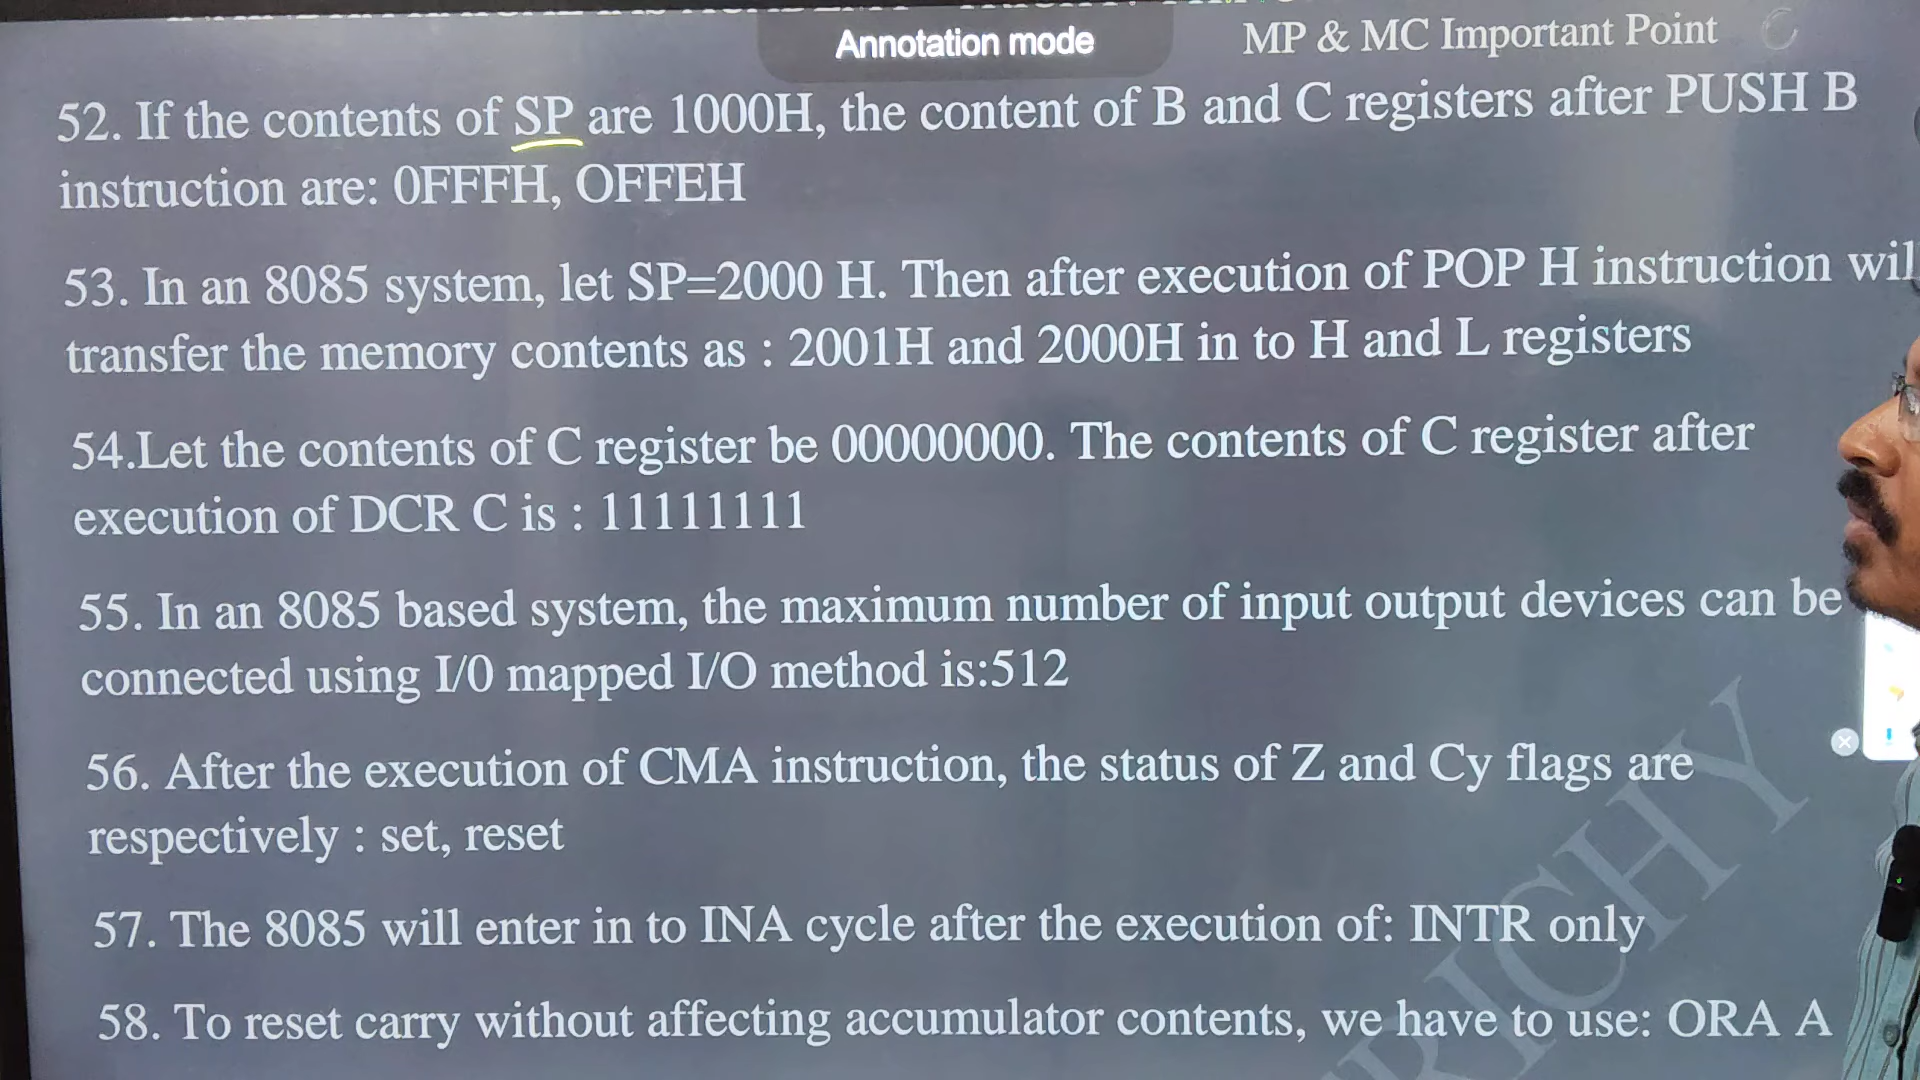 Annotation mode
MP & MC Important Point
52. If the contents of SP are 1000H, the content of B and C registers after PUSH B
instruction are: 0FFFH, OFFEH
53. In an 8085 system, let SP=2000 H. Then after execution of POP H instruction wil
transfer the memory contents as : 2001H and 2000H in to H and L registers
54.Let the contents of C register be 00000000. The contents of C register after
execution of DCR C is : 11111111
55. In an 8085 based system, the maximum number of input output devices can be
connected using I/0 mapped I/O method is:512
56. After the execution of CMA instruction, the status of Z and Cy flags are
respectively : set, reset
57. The 8085 will enter in to INA cycle after the execution of: INTR only
58. To reset carry without affecting accumulator contents, we have to use: ORA A
RICHY